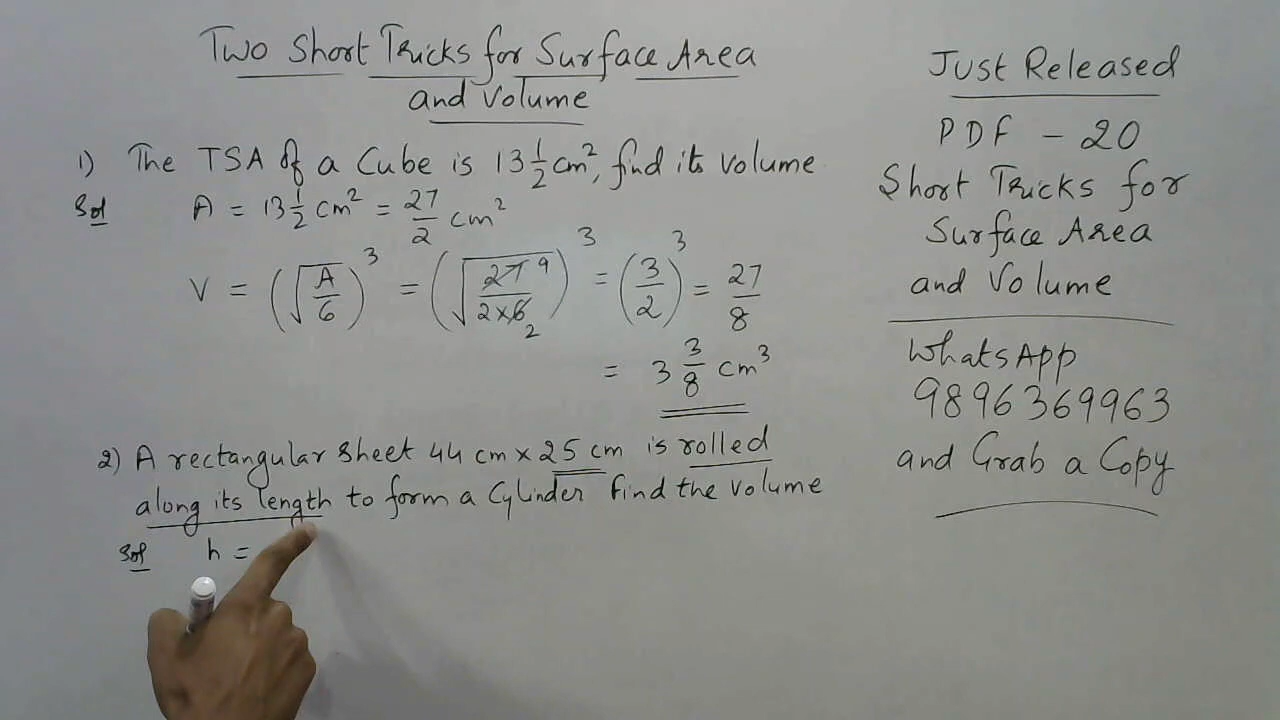 Two Short Tricks for Surface Area
and Volume
1) The TSA of a Cube is 13 1/2 cm², find its volume
Sol A = 13 1/2 cm² = 27/2 cm²
V = (√(A/6))³ = (√(27 9/2×6 2))³ = (3/2)³ = 27/8
= 3 3/8 cm³
2) A rectangular sheet 44 cm × 25 cm is rolled
along its length to form a Cylinder find the volume
Sol h =
Just Released
PDF - 20
Short Tricks for
Surface Area
and Volume
WhatsApp
9896369963
and Grab a Copy